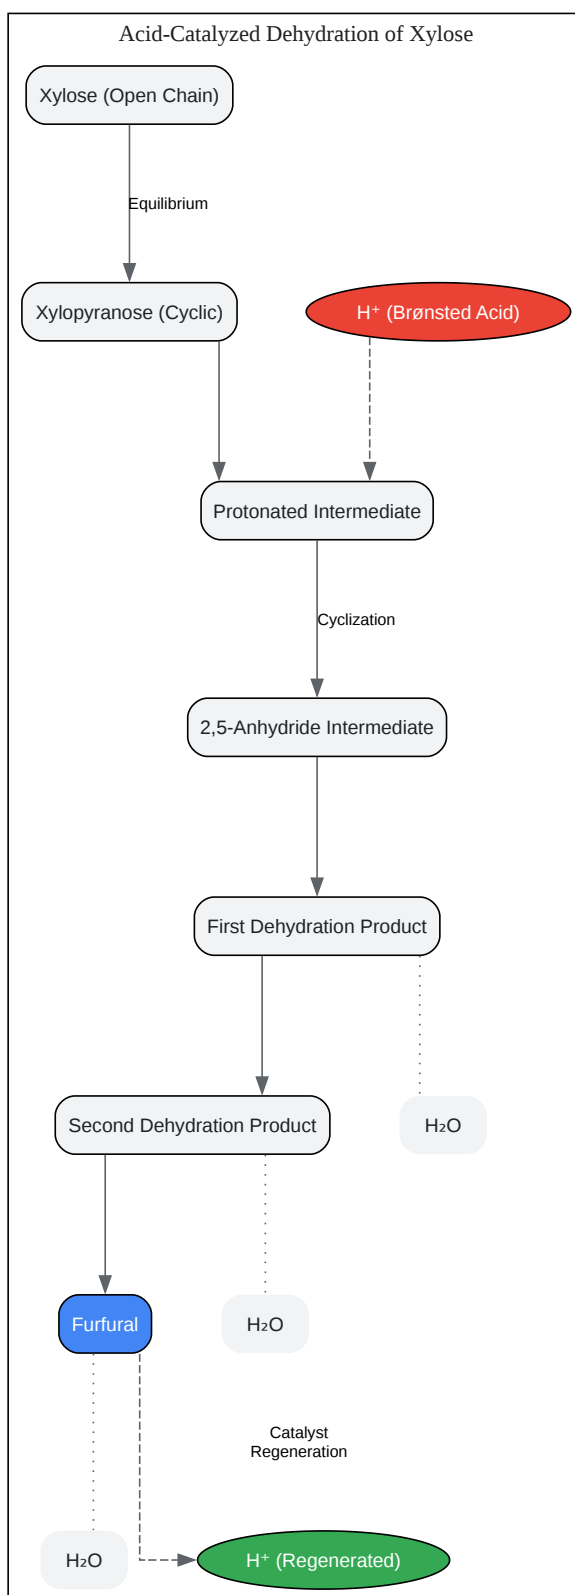 Acid-Catalyzed Dehydration of Xylose
Xylose (Open Chain)
Equilibrium
Xylopyranose (Cyclic)
H⁺ (Brønsted Acid)
Protonated Intermediate
Cyclization
2,5-Anhydride Intermediate
First Dehydration Product
Second Dehydration Product
H₂O
Furfural
H₂O
Catalyst
Regeneration
H₂O
H⁺ (Regenerated)